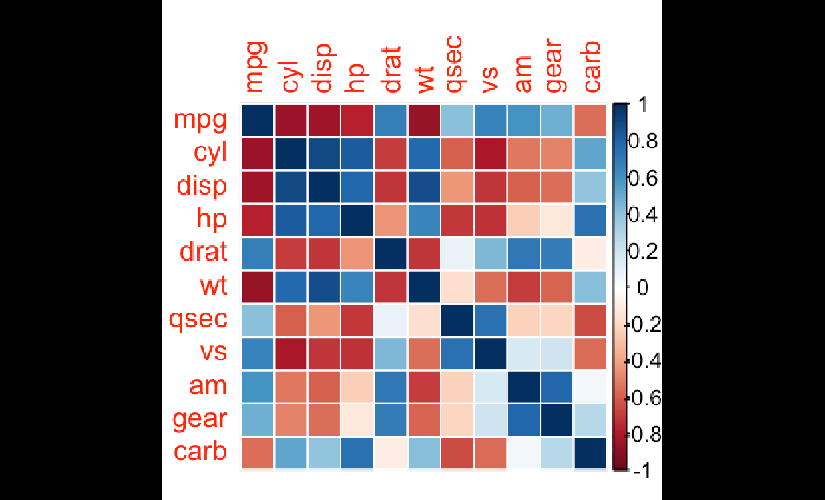 mpg cyl disp hp drat wt qsec vs am gear carb
mpg
cyl
disp
hp
drat
wt
qsec
vs
am
gear
carb
1
0.8
0.6
0.4
0.2
0
-0.2
-0.4
-0.6
-0.8
-1